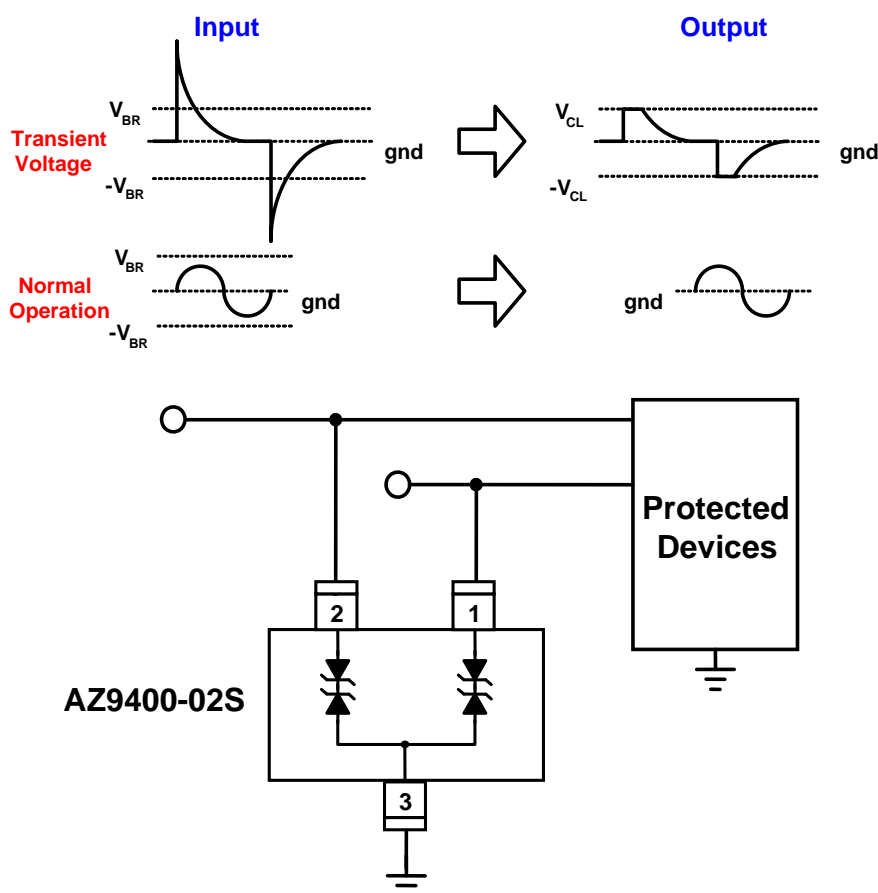 Input
Output
V_BR
V_CL
Transient
Voltage
gnd
gnd
-V_BR
-V_CL
V_BR
Normal
Operation
gnd
gnd
-V_BR
Protected
Devices
2
1
AZ9400-02S
3